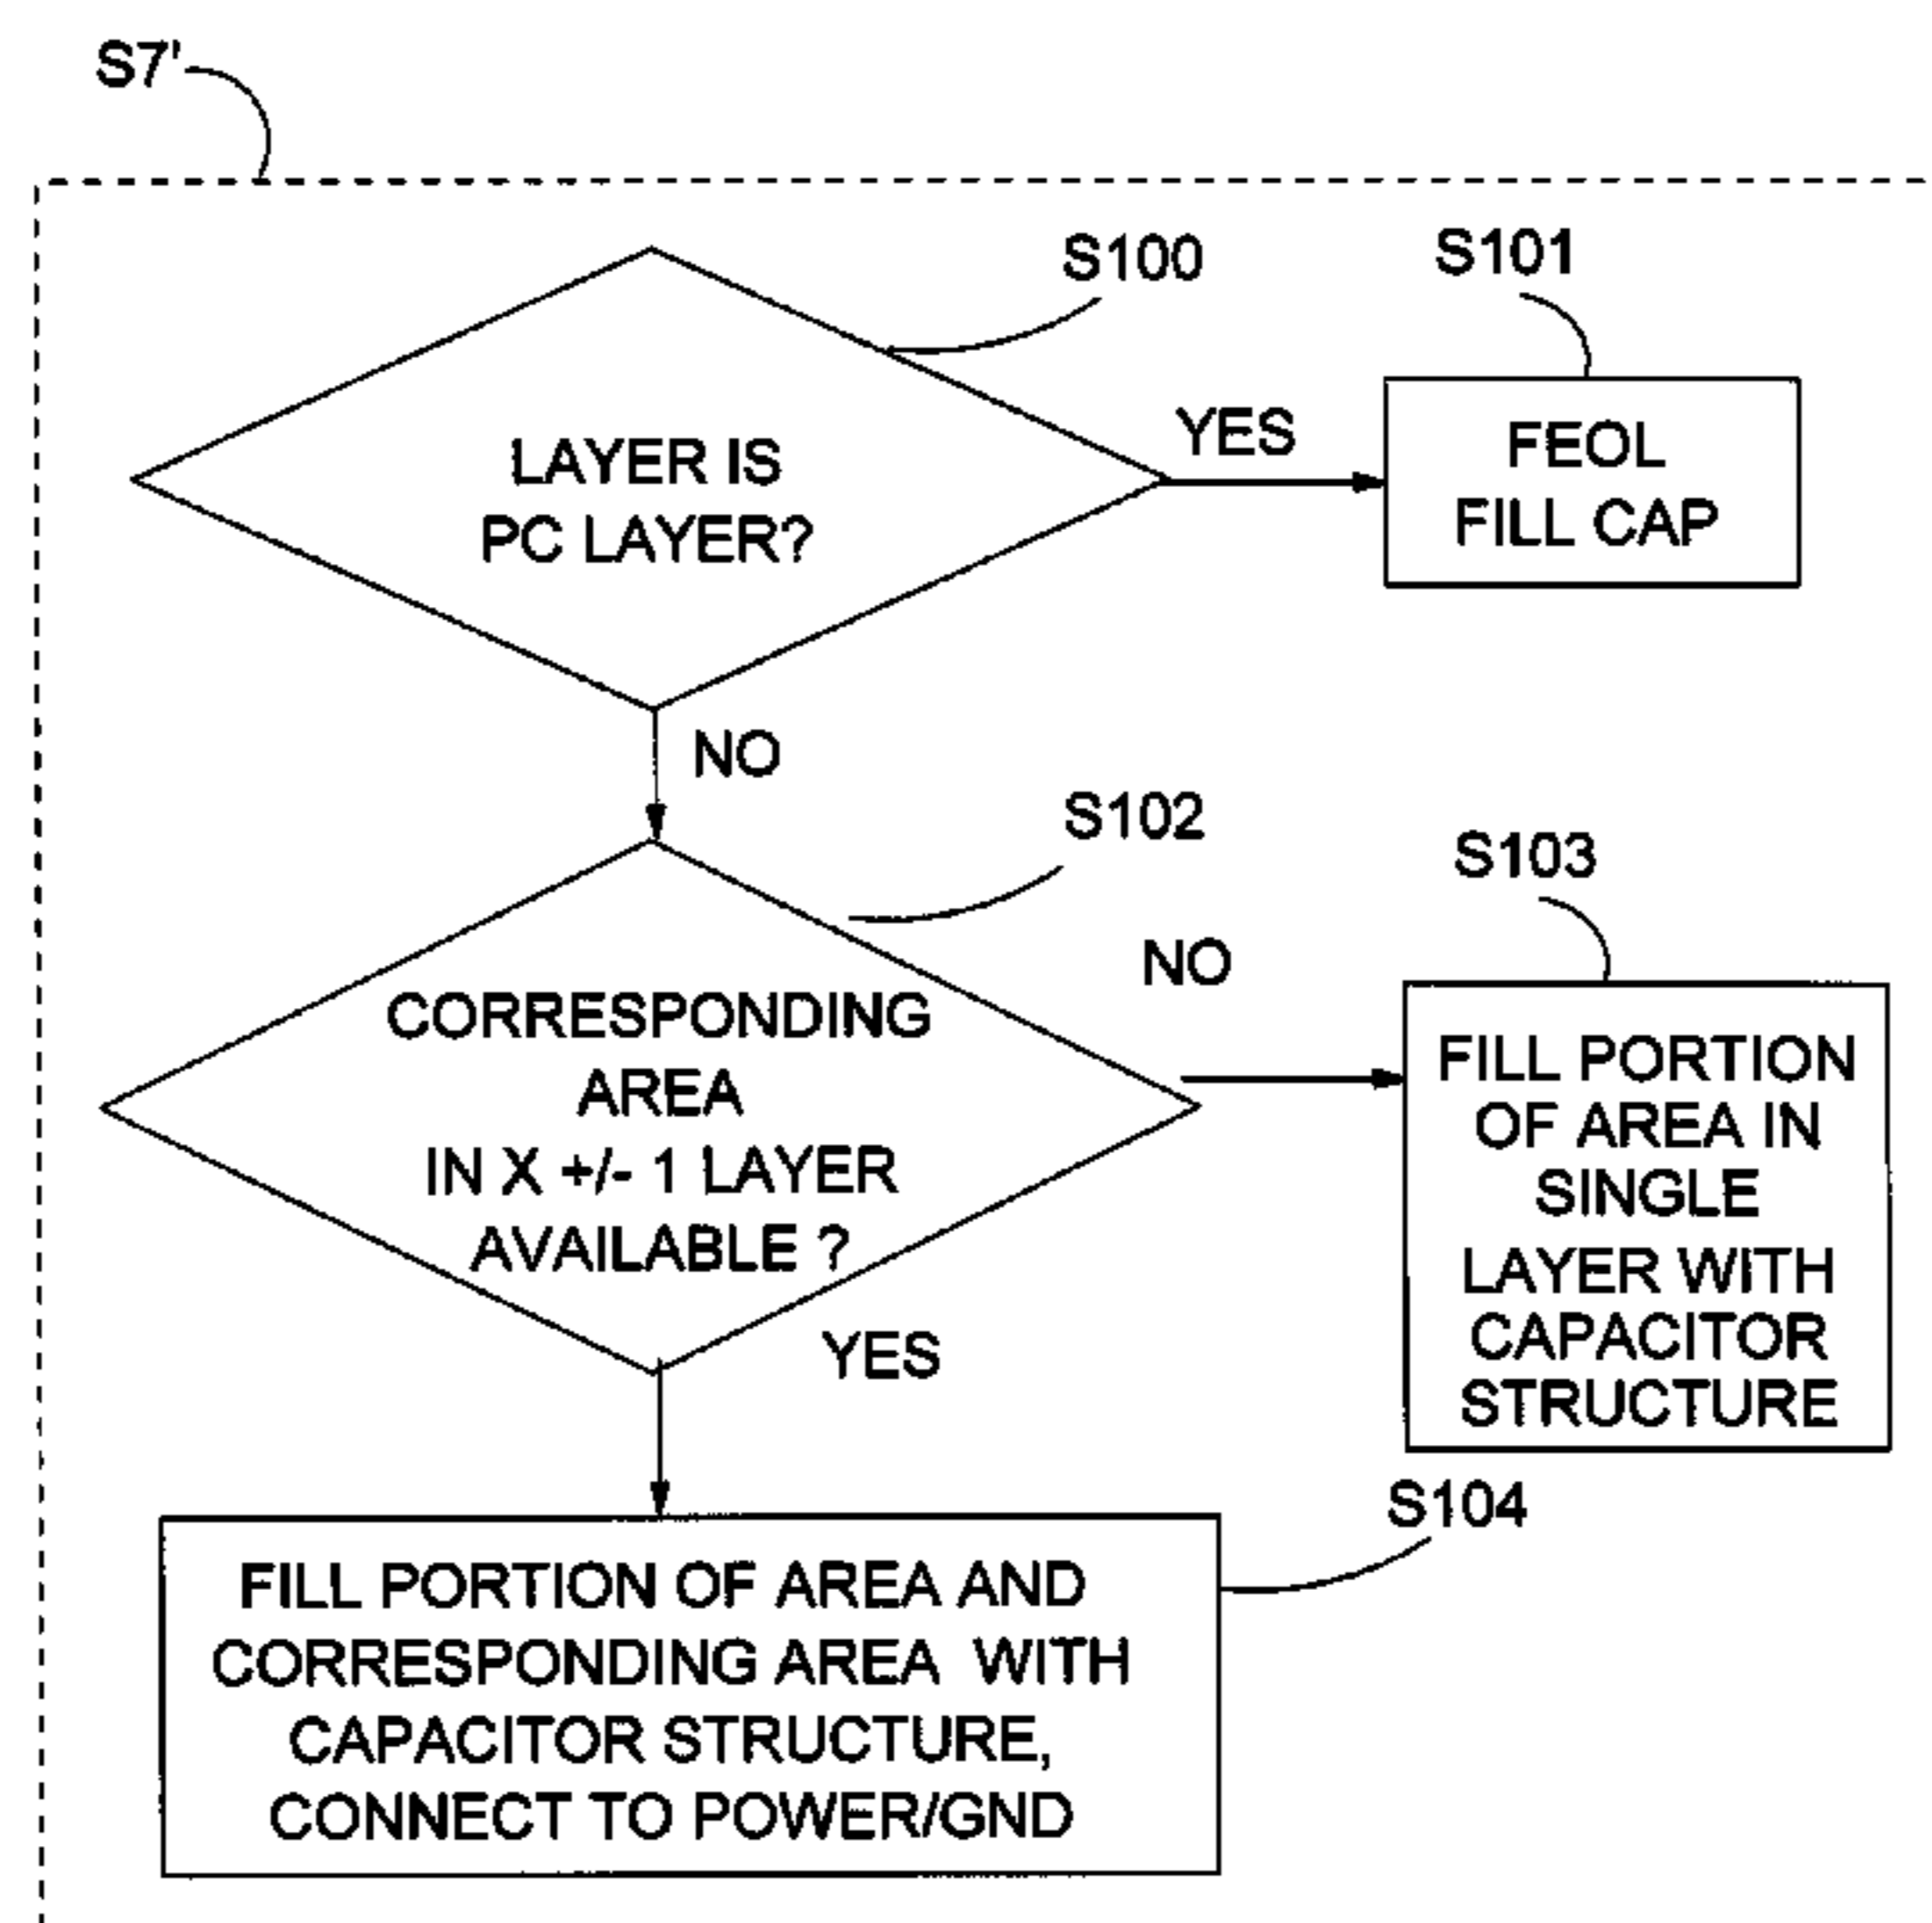 S7'
S100
S101
LAYER IS
PC LAYER?
YES
FEOL
FILL CAP
NO
S102
S103
CORRESPONDING
AREA
IN X +/- 1 LAYER
AVAILABLE ?
NO
FILL PORTION
OF AREA IN
SINGLE
LAYER WITH
CAPACITOR
STRUCTURE
YES
S104
FILL PORTION OF AREA AND
CORRESPONDING AREA WITH
CAPACITOR STRUCTURE,
CONNECT TO POWER/GND